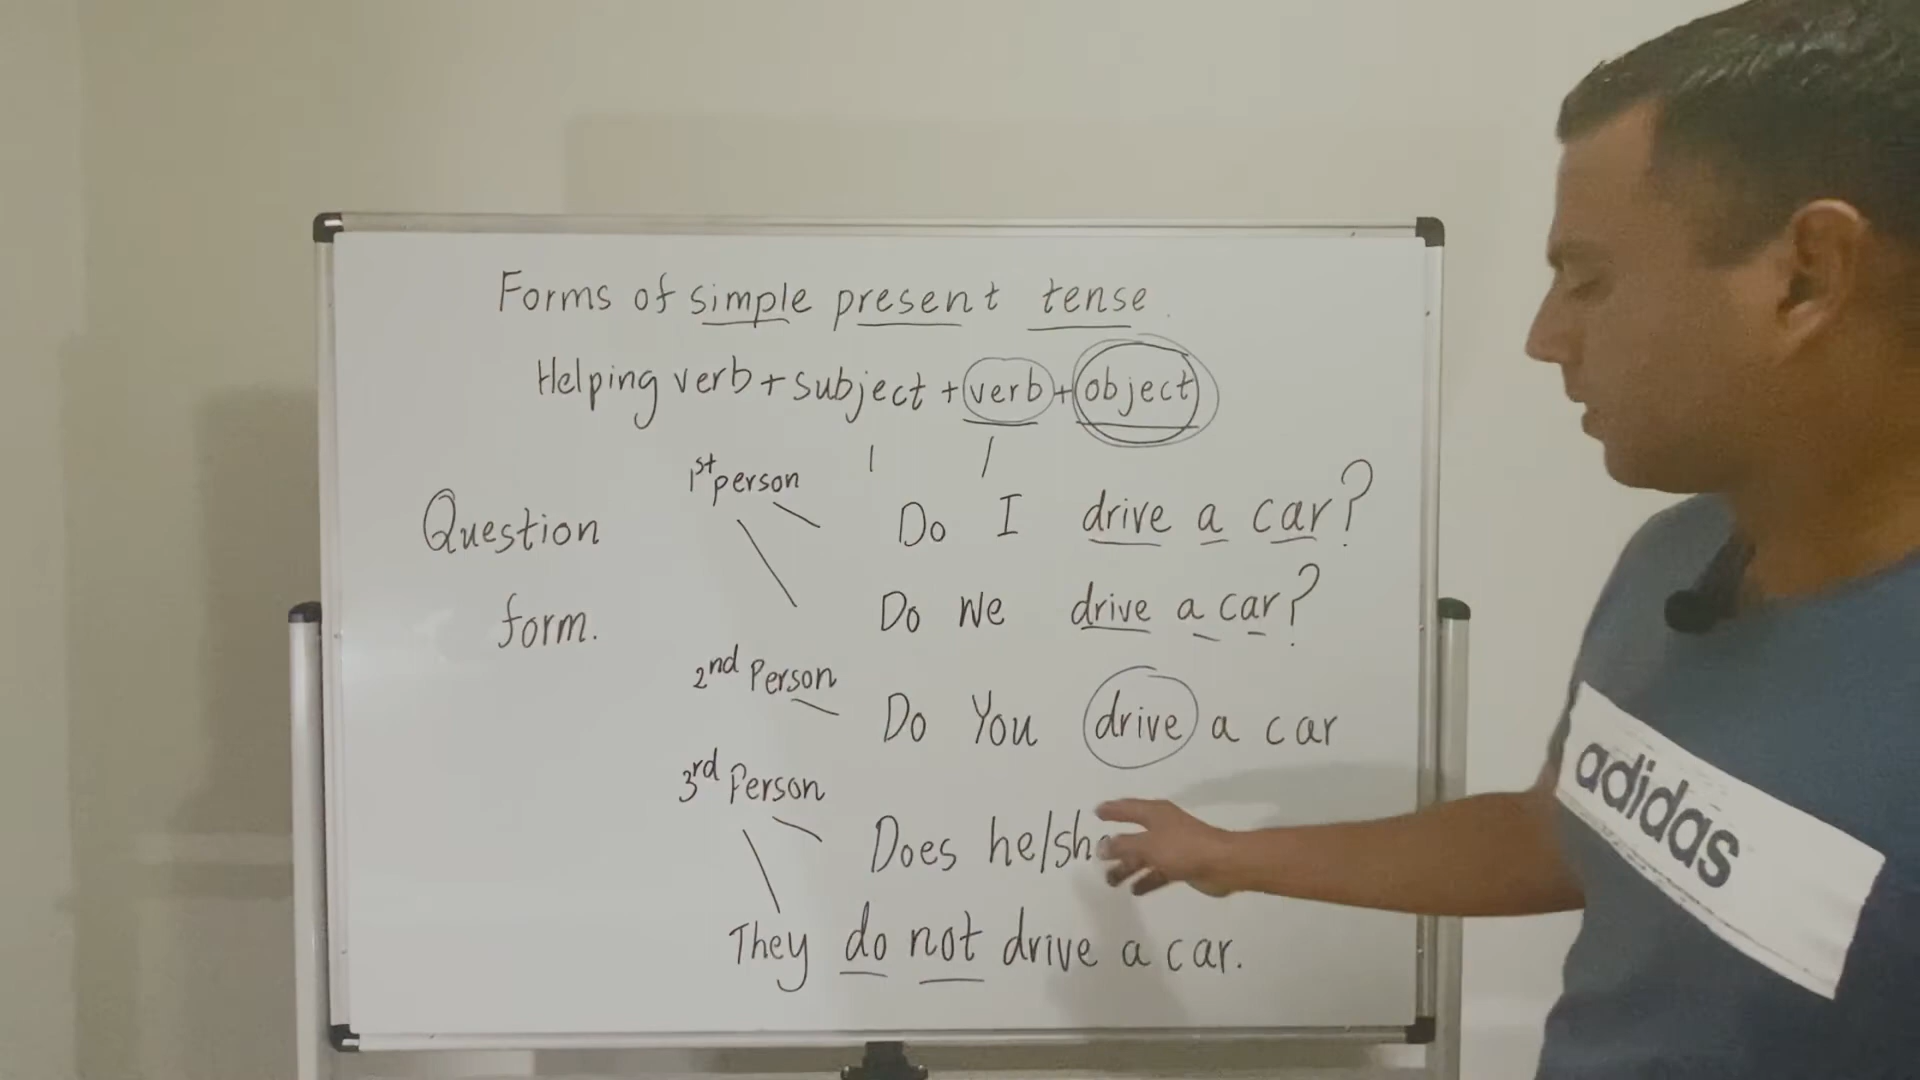 Forms of simple present tense.
Helping verb + subject + verb + object
1st person
Do I drive a car?
Question
form.
Do We drive a car?
2nd Person
Do You drive a car
3rd Person
Does he/she
They do not drive a car.
adidas